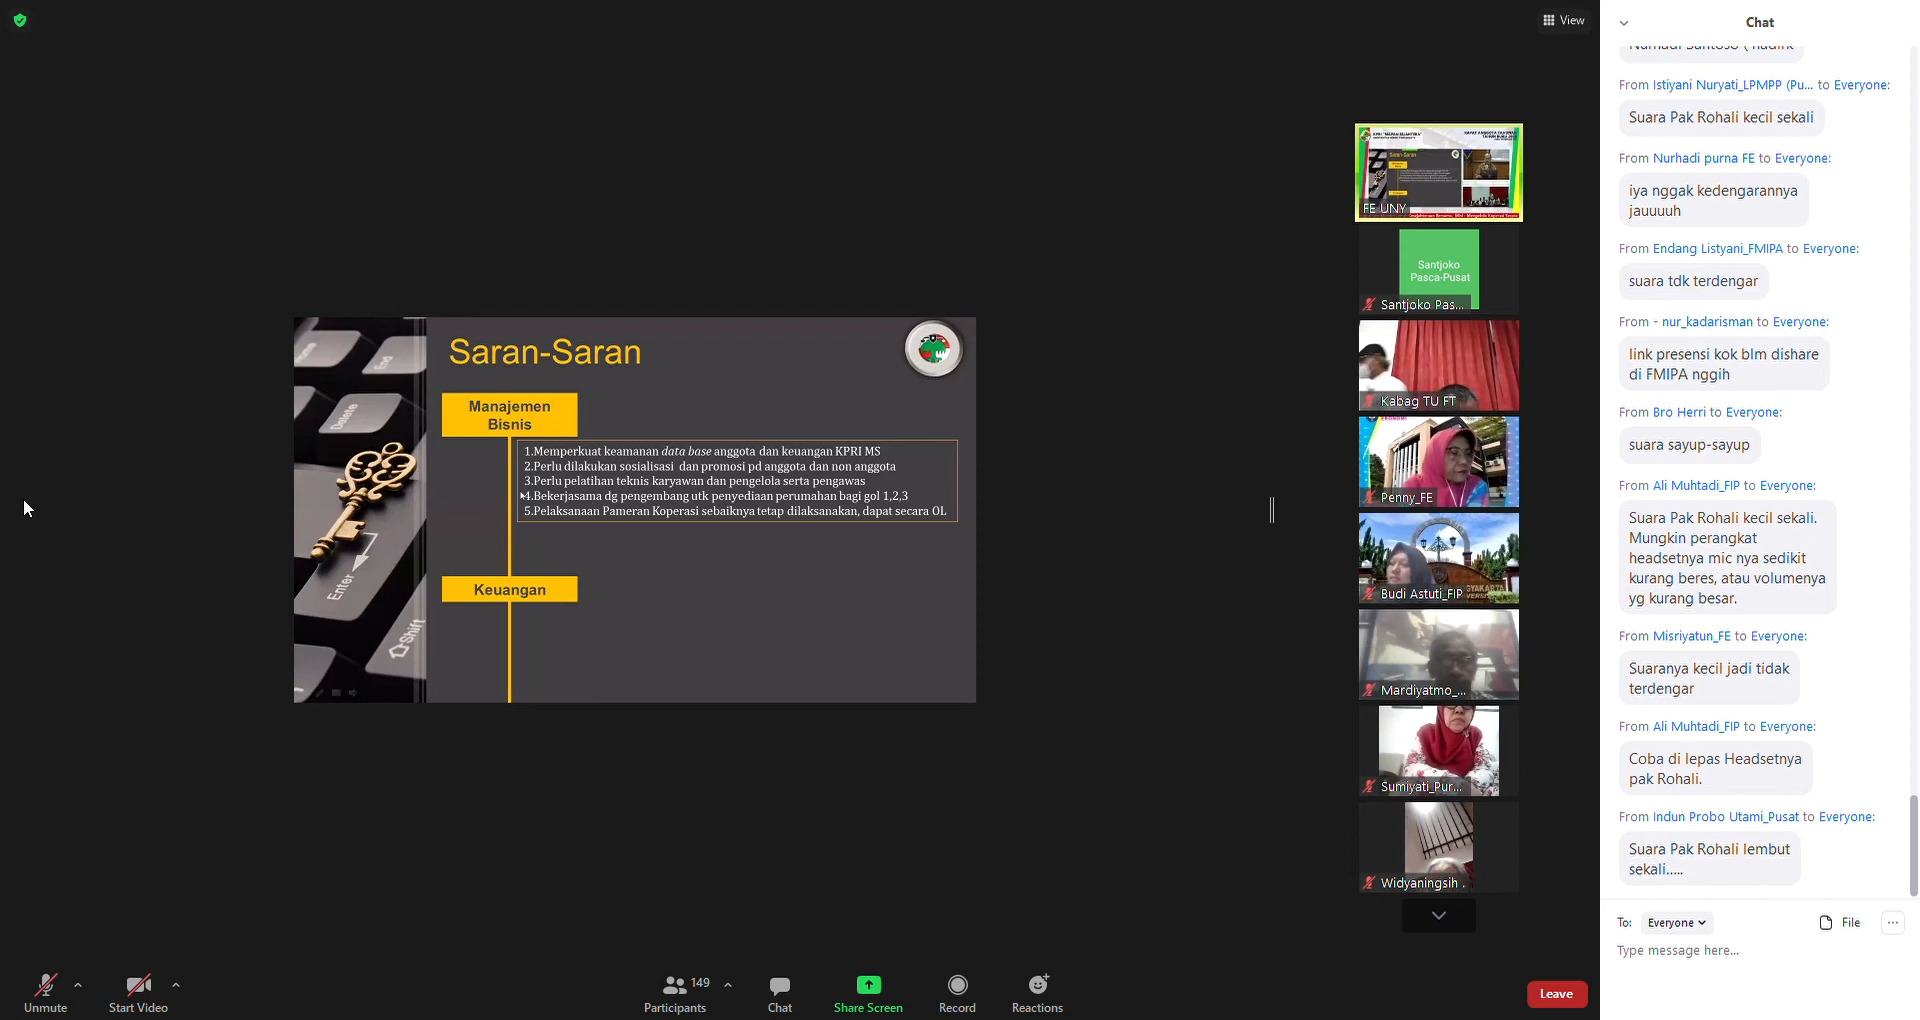 View
Saran-Saran
Manajemen
Bisnis
1.Memperkuat keamanan data base anggota dan keuangan KPRI MS
2.Perlu dilakukan sosialisasi dan promosi pd anggota dan non anggota
3.Perlu pelatihan teknis karyawan dan pengelola serta pengawas
4.Bekerjasama dg pengembang utk penyediaan perumahan bagi gol 1,2,3
5.Pelaksanaan Pameran Koperasi sebaiknya tetap dilaksanakan, dapat secara OL
Keuangan
End
Delete
Enter
Shift
Saran-Saran
FE UNY
Santjoko
Pasca-Pusat
Santjoko Pas...
Kabag TU FT
Penny_FE
Budi Astuti_FIP
Mardiyatmo_...
Sumiyati_Pur...
Widyaningsih .
Chat
From Istiyani Nuryati_LPMPP (Pu... to Everyone:
Suara Pak Rohali kecil sekali
From Nurhadi purna FE to Everyone:
iya nggak kedengarannya
jauuuuh
From Endang Listyani_FMIPA to Everyone:
suara tdk terdengar
From - nur_kadarisman to Everyone:
link presensi kok blm dishare
di FMIPA nggih
From Bro Herri to Everyone:
suara sayup-sayup
From Ali Muhtadi_FIP to Everyone:
Suara Pak Rohali kecil sekali.
Mungkin perangkat
headsetnya mic nya sedikit
kurang beres, atau volumenya
yg kurang besar.
From Misriyatun_FE to Everyone:
Suaranya kecil jadi tidak
terdengar
From Ali Muhtadi_FIP to Everyone:
Coba di lepas Headsetnya
pak Rohali.
From Indun Probo Utami_Pusat to Everyone:
Suara Pak Rohali lembut
sekali.....
To: Everyone
File
Type message here...
Unmute
Start Video
149
Participants
Chat
Share Screen
Record
Reactions
Leave